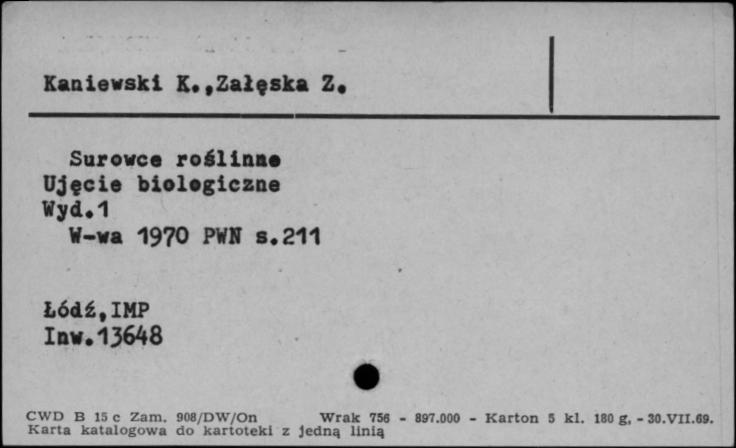 Kaniewski K.,Załęska Z.
Surowce roślinne
Ujęcie biologiczne
Wyd.1
W-wa 1970 PWN s.211
Łódź,IMP
Inw.13648
CWD B 15 c Zam. 908/DW/On Wrak 756 - 897.000 - Karton 5 kl. 180 g. - 30.VII.69.
Karta katalogowa do kartoteki z jedną linią